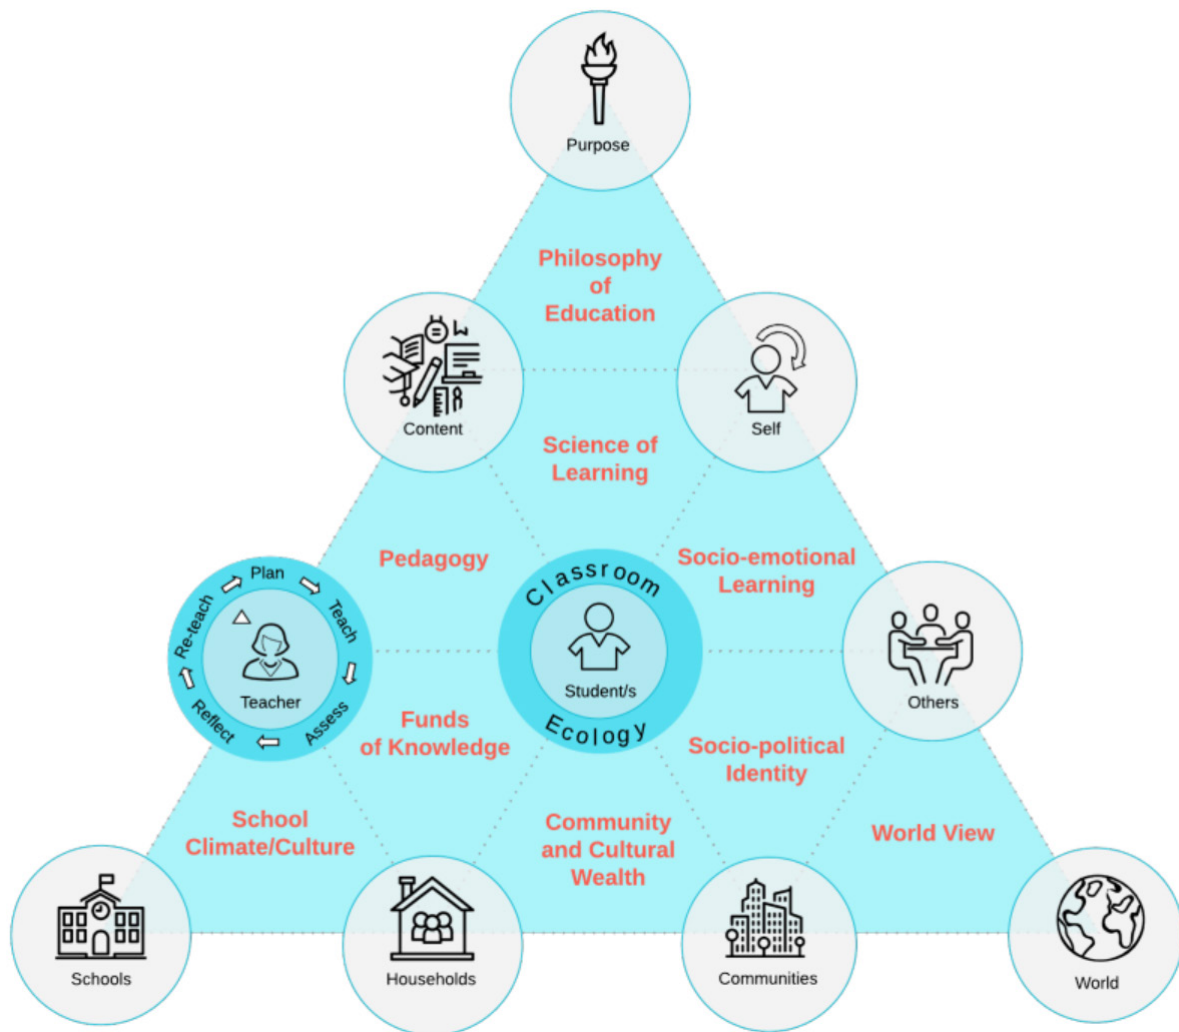 Purpose
Philosophy
of
Education
Content
Self
Science of
Learning
Pedagogy
Socio-emotional
Learning
Plan
Teach
Assess
Reflect
Re-teach
Teacher
Classroom
Student/s
Ecology
Others
Funds
of Knowledge
Socio-political
Identity
School
Climate/Culture
Community
and Cultural
Wealth
World View
Schools
Households
Communities
World